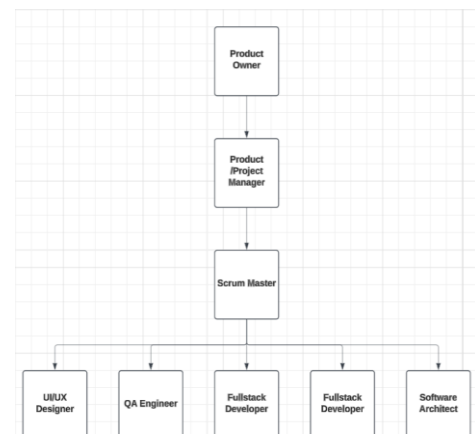 Product
Owner
Product
/Project
Manager
Scrum Master
UI/UX
Designer
QA Engineer
Fullstack
Developer
Fullstack
Developer
Software
Architect